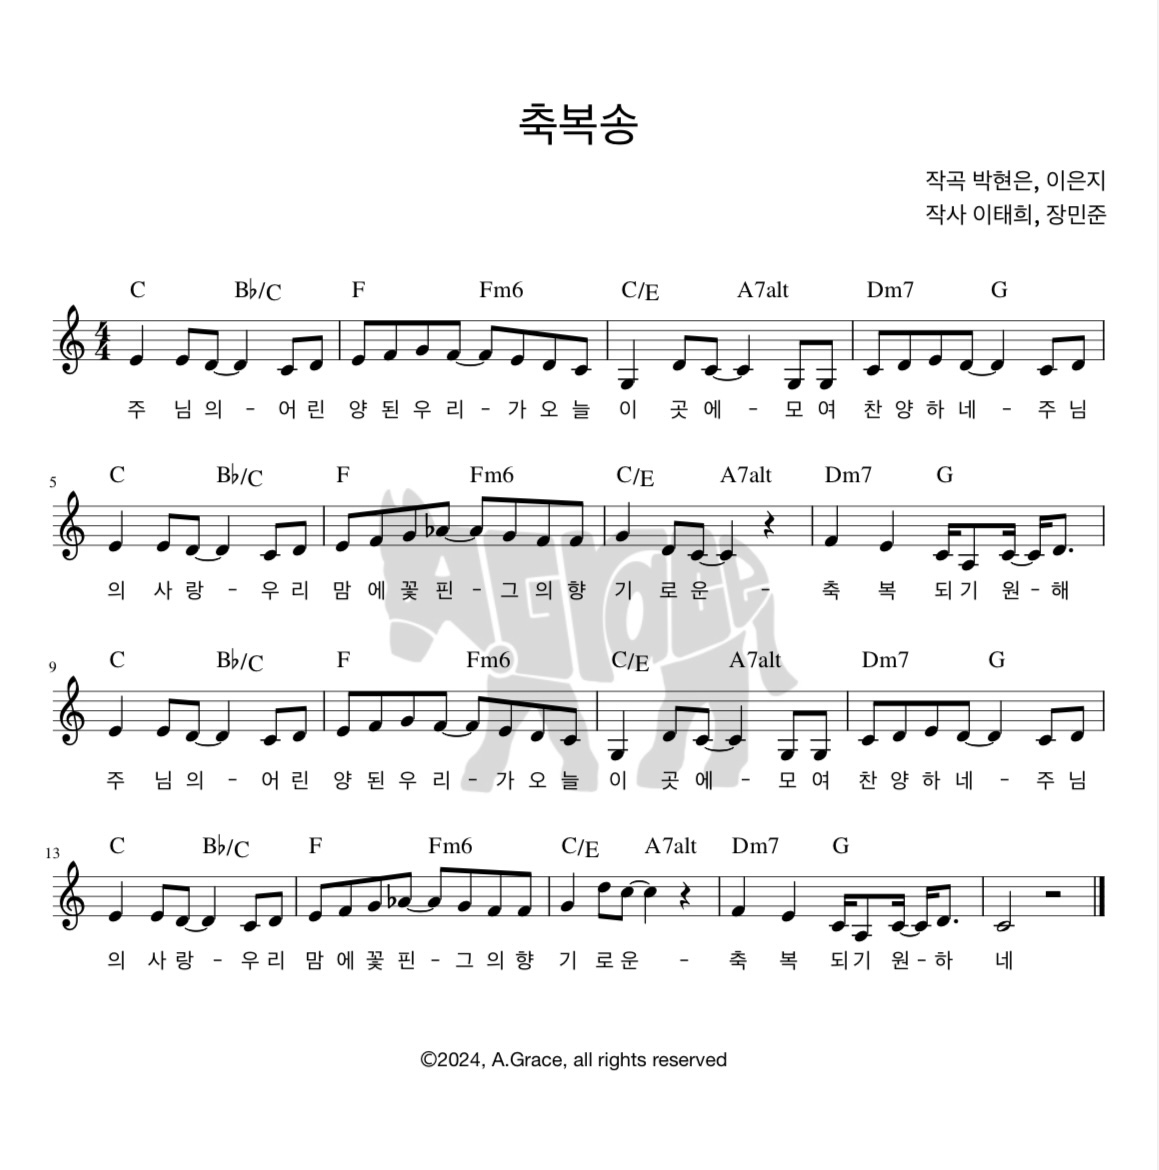 축복송
작곡 박현은, 이은지
작사 이태희, 장민준
C B♭/C F Fm6 C/E A7alt Dm7 G
4
4
주 님 의 - 어 린 양 된 우 리 - 가 오 늘 이 곳 에 - 모 여 찬 양 하 네 - 주 님
5 C B♭/C F Fm6 C/E A7alt Dm7 G
의 사 랑 - 우 리 맘 에 꽃 핀 - 그 의 향 기 로 운 - 축 복 되 기 원 - 해
A Grace
9 C B♭/C F Fm6 C/E A7alt Dm7 G
주 님 의 - 어 린 양 된 우 리 - 가 오 늘 이 곳 에 - 모 여 찬 양 하 네 - 주 님
13 C B♭/C F Fm6 C/E A7alt Dm7 G
의 사 랑 - 우 리 맘 에 꽃 핀 - 그 의 향 기 로 운 - 축 복 되 기 원 - 하 네
©2024, A.Grace, all rights reserved